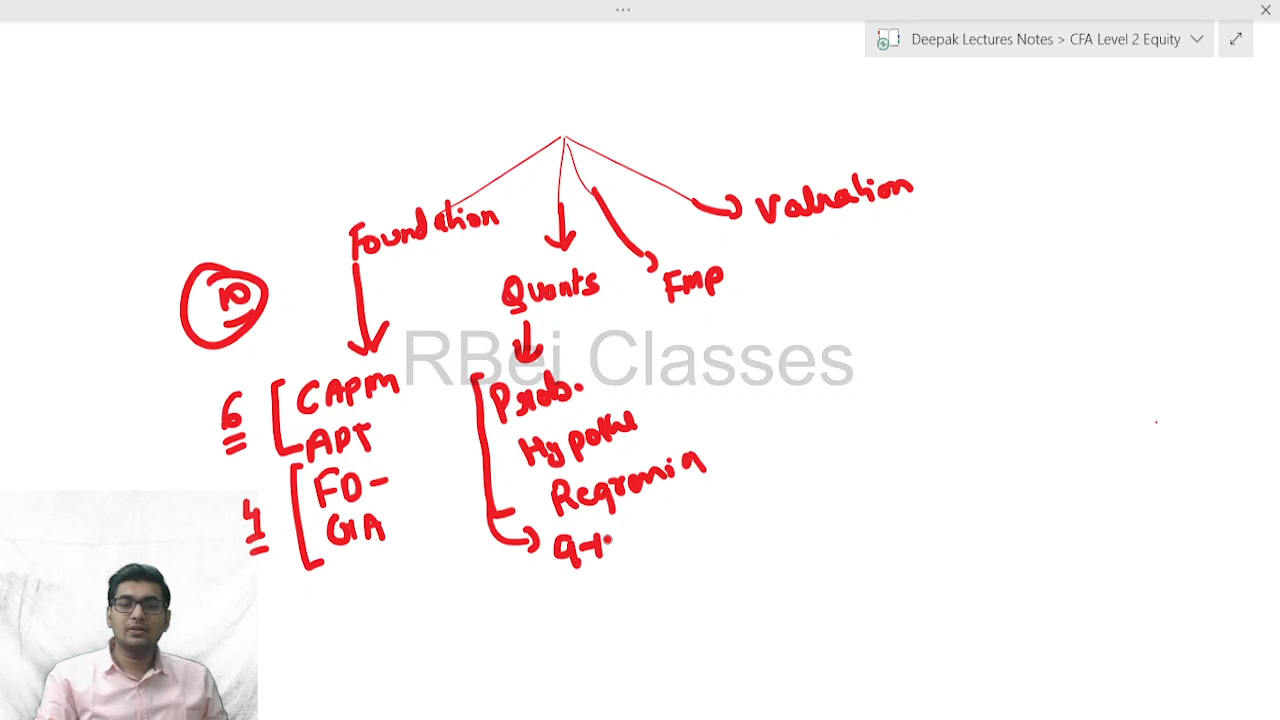 Deepak Lectures Notes > CFA Level 2 Equity
Valuation
Foundation
Quants
FMP
10
RBei Classes
6
CAPM
APT
Prob.
Hypothe
Regression
4
FD-